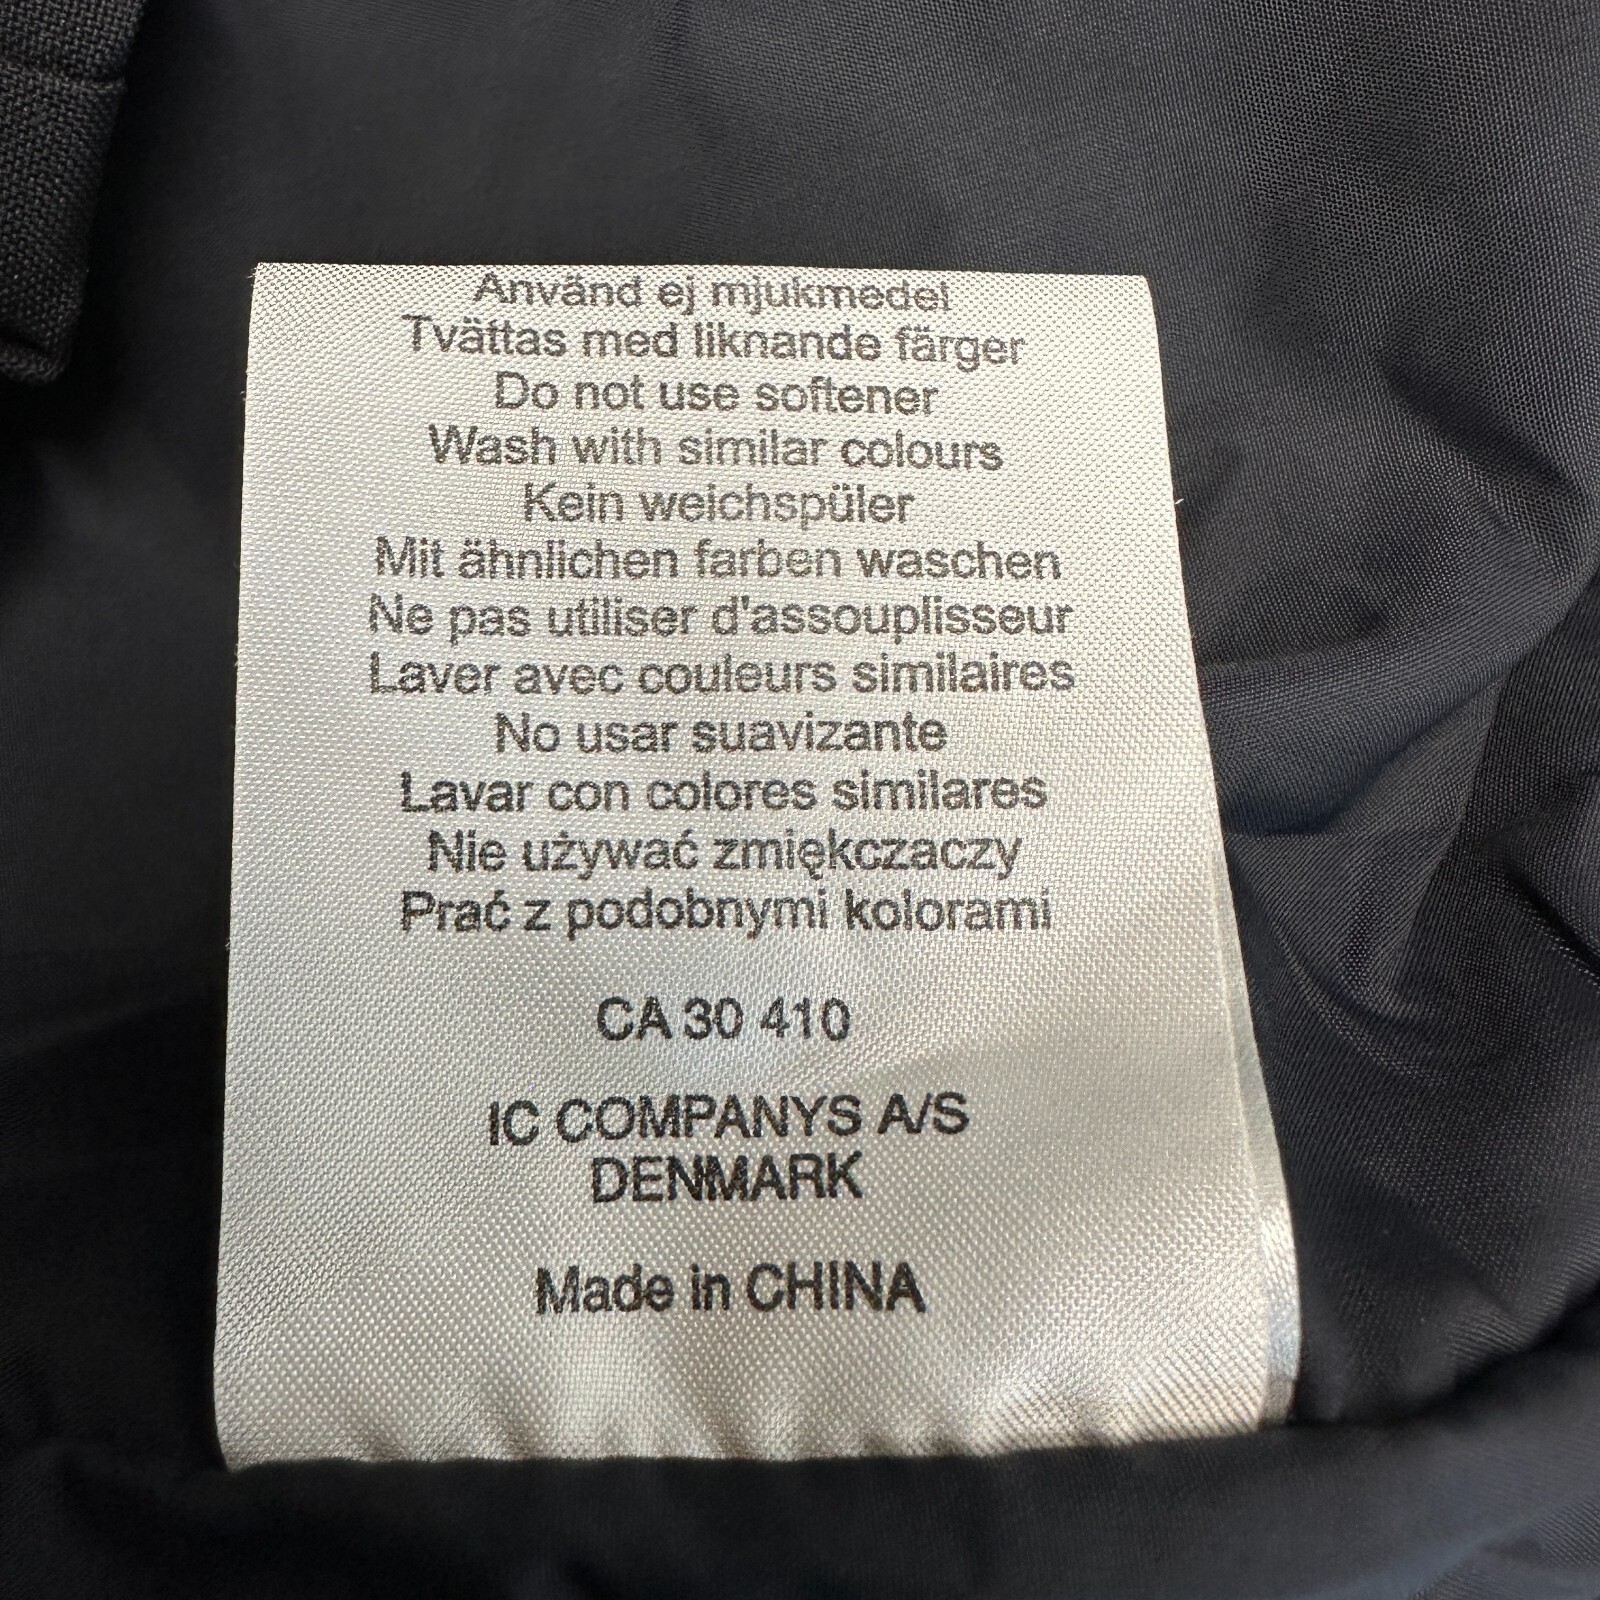 Använd ej mjukmedel
Tvättas med liknande färger
Do not use softener
Wash with similar colours
Kein weichspüler
Mit ähnlichen farben waschen
Ne pas utiliser d'assouplisseur
Laver avec couleurs similaires
No usar suavizante
Lavar con colores similares
Nie używać zmiękczaczy
Prać z podobnymi kolorami
CA 30 410
IC COMPANYS A/S
DENMARK
Made in CHINA